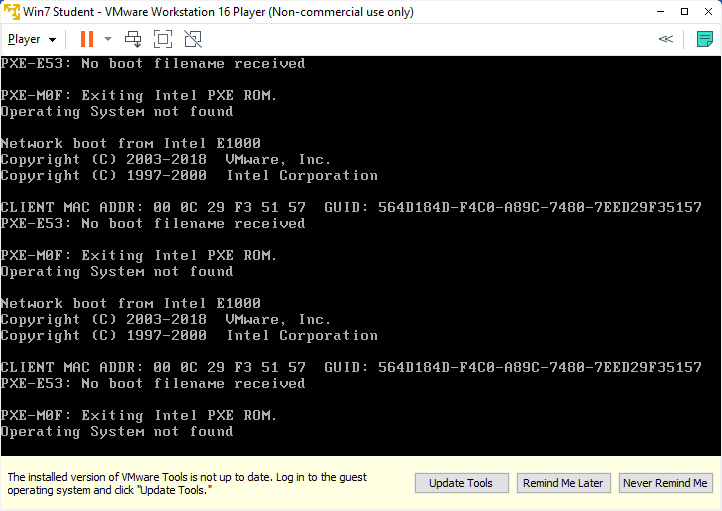 Win7 Student - VMware Workstation 16 Player (Non-commercial use only)
Player
PXE-E53: No boot filename received
PXE-M0F: Exiting Intel PXE ROM.
Operating System not found
Network boot from Intel E1000
Copyright (C) 2003-2018  VMware, Inc.
Copyright (C) 1997-2000  Intel Corporation
CLIENT MAC ADDR: 00 0C 29 F3 51 57  GUID: 564D184D-F4C0-A89C-7480-7EED29F35157
PXE-E53: No boot filename received
PXE-M0F: Exiting Intel PXE ROM.
Operating System not found
Network boot from Intel E1000
Copyright (C) 2003-2018  VMware, Inc.
Copyright (C) 1997-2000  Intel Corporation
CLIENT MAC ADDR: 00 0C 29 F3 51 57  GUID: 564D184D-F4C0-A89C-7480-7EED29F35157
PXE-E53: No boot filename received
PXE-M0F: Exiting Intel PXE ROM.
Operating System not found
The installed version of VMware Tools is not up to date. Log in to the guest
operating system and click "Update Tools."
Update Tools
Remind Me Later
Never Remind Me